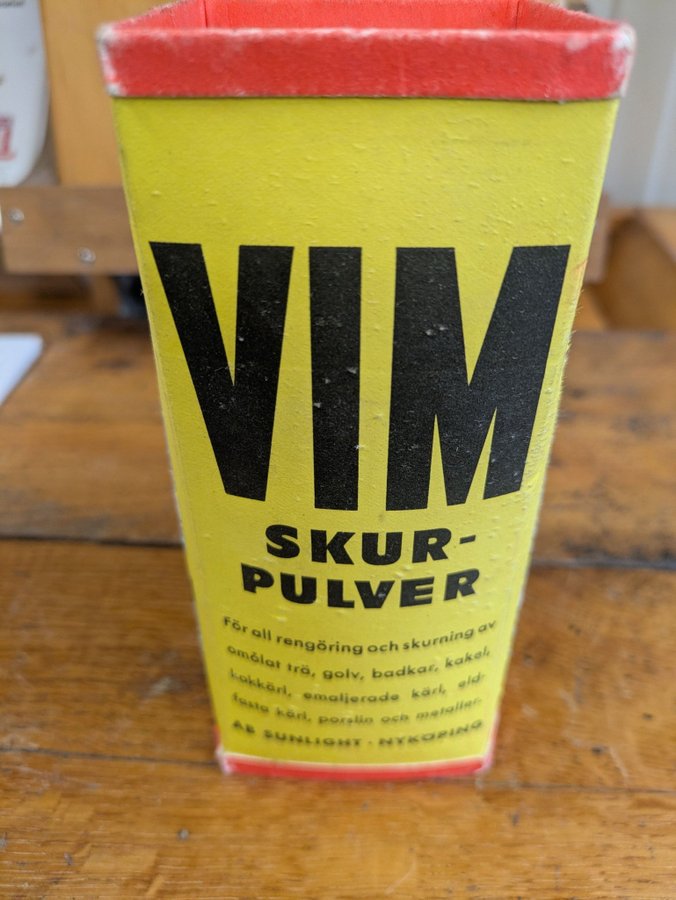 VIM
SKUR-
PULVER
För all rengöring och skurning av
omålat trä, golv, badkar, kakel,
kokkärl, emaljerade kärl, eld-
fasta kärl, porslin och metaller.
AB SUNLIGHT · NYKÖPING